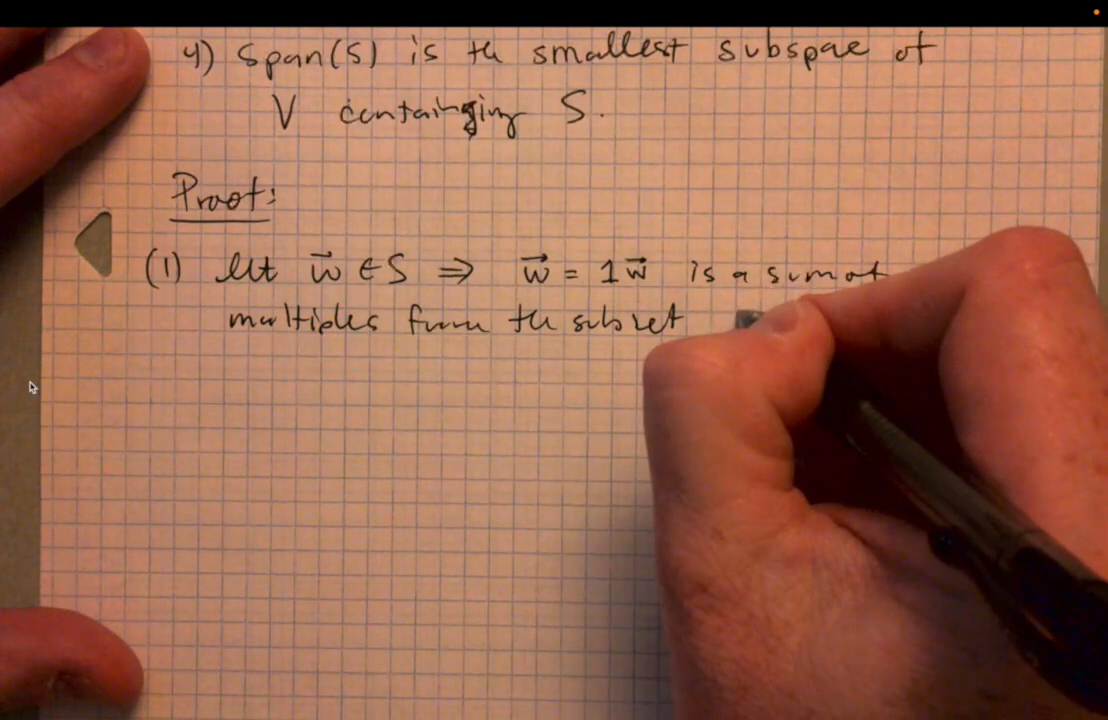 4) Span(S) is the smallest subspace of
V containing S.
Proof:
(1) let w⃗ ∈ S ⇒ w⃗ = 1w⃗ is a sum of
multiples from the subset